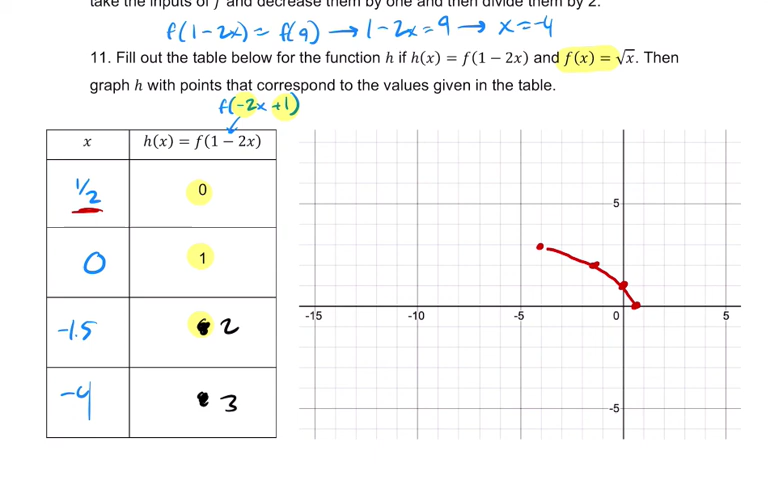 take the inputs of f and decrease them by one and then divide them by 2.
f(1-2x) = f(9) → 1-2x = 9 → x = -4
11. Fill out the table below for the function h if h(x) = f(1 − 2x) and f(x) = √x. Then
graph h with points that correspond to the values given in the table.
f(-2x +1)
x h(x) = f(1 − 2x)
1/2 0
0 1
-1.5 2
-4 3
5
-15 -10 -5 0 5
-5